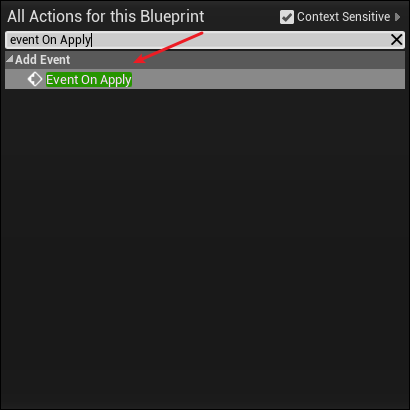 All Actions for this Blueprint
Context Sensitive
event On Apply
Add Event
Event On Apply